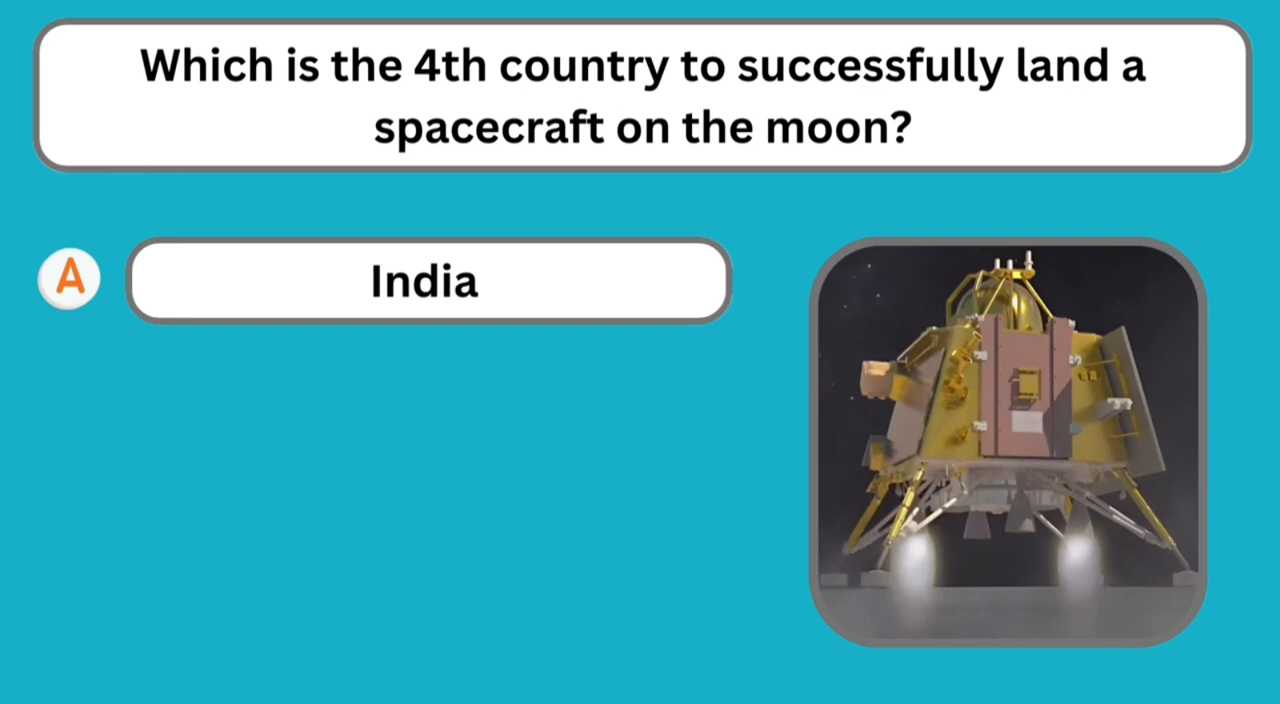 Which is the 4th country to successfully land a
spacecraft on the moon?
A
India